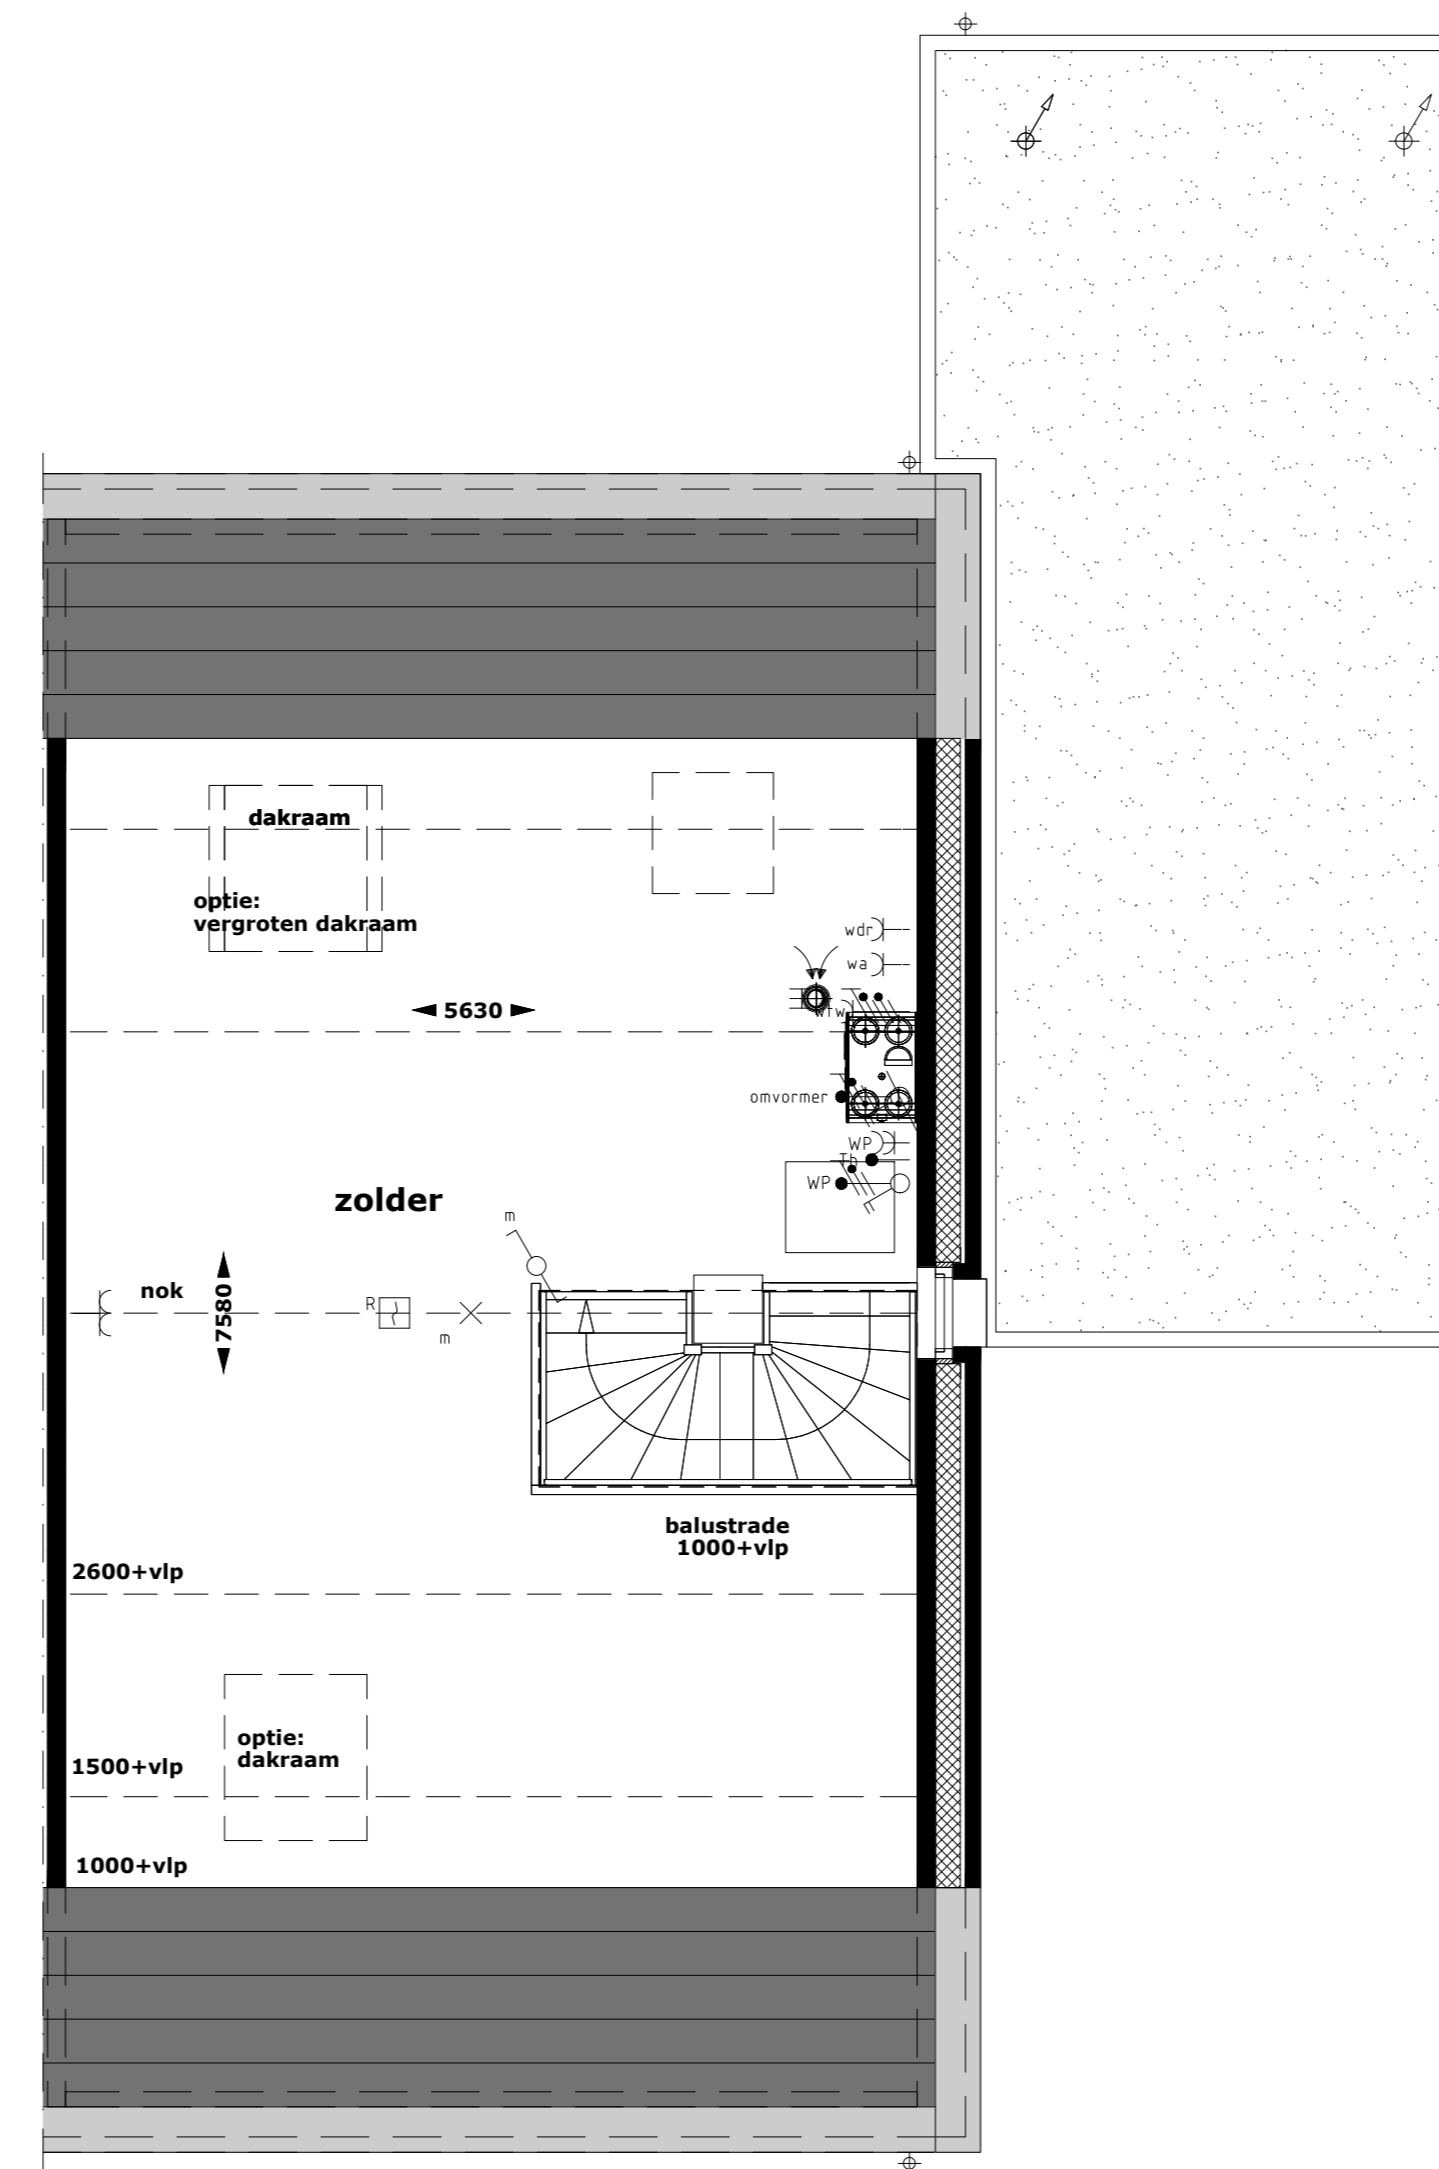 dakraam
optie:
vergroten dakraam
wdr
wa
5630
wtw
omvormer
WP
Th
WP
zolder
m
nok
7580
R
m
balustrade
1000+vlp
2600+vlp
optie:
dakraam
1500+vlp
1000+vlp